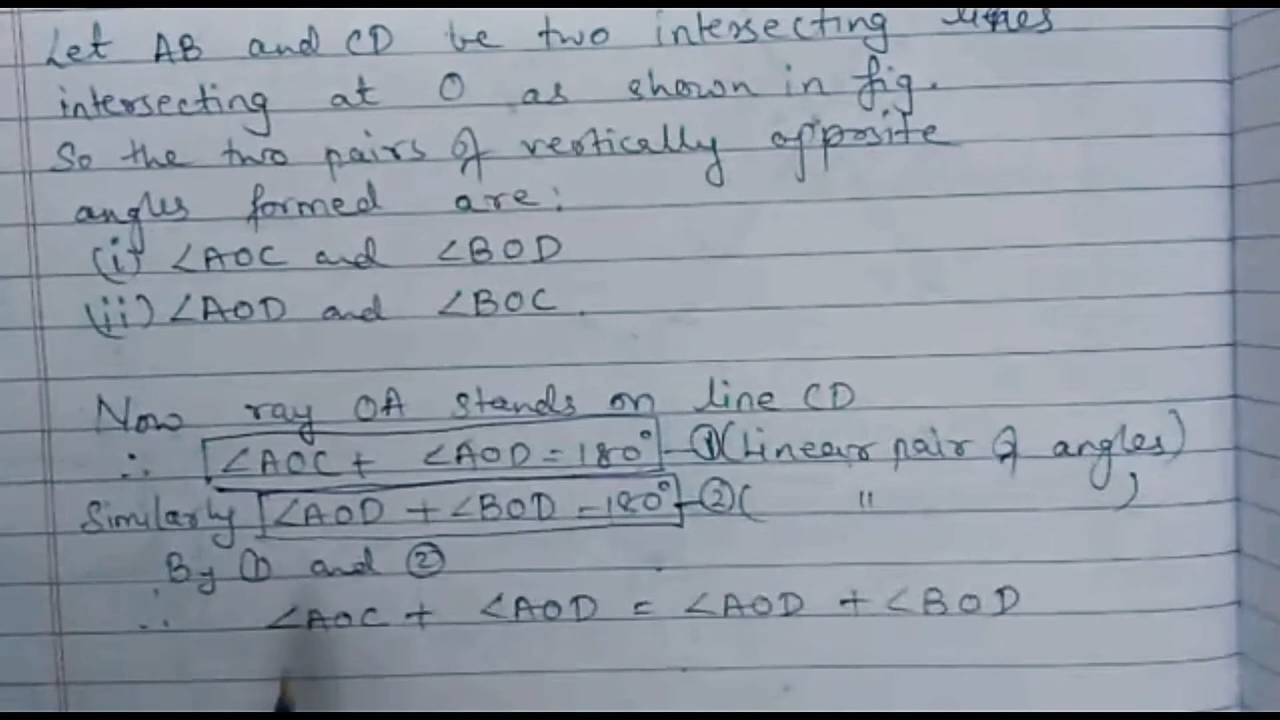 Let AB and CD be two intersecting lines
intersecting at O as shown in fig.
So the two pairs of vertically opposite
angles formed are:
(i) ∠AOC and ∠BOD
(ii) ∠AOD and ∠BOC.
Now ray OA stands on line CD
∴ ∠AOC + ∠AOD = 180° - ① (Linear pair of angles)
Similarly ∠AOD + ∠BOD = 180° - ② ( " )
By ① and ②
∴ ∠AOC + ∠AOD = ∠AOD + ∠BOD